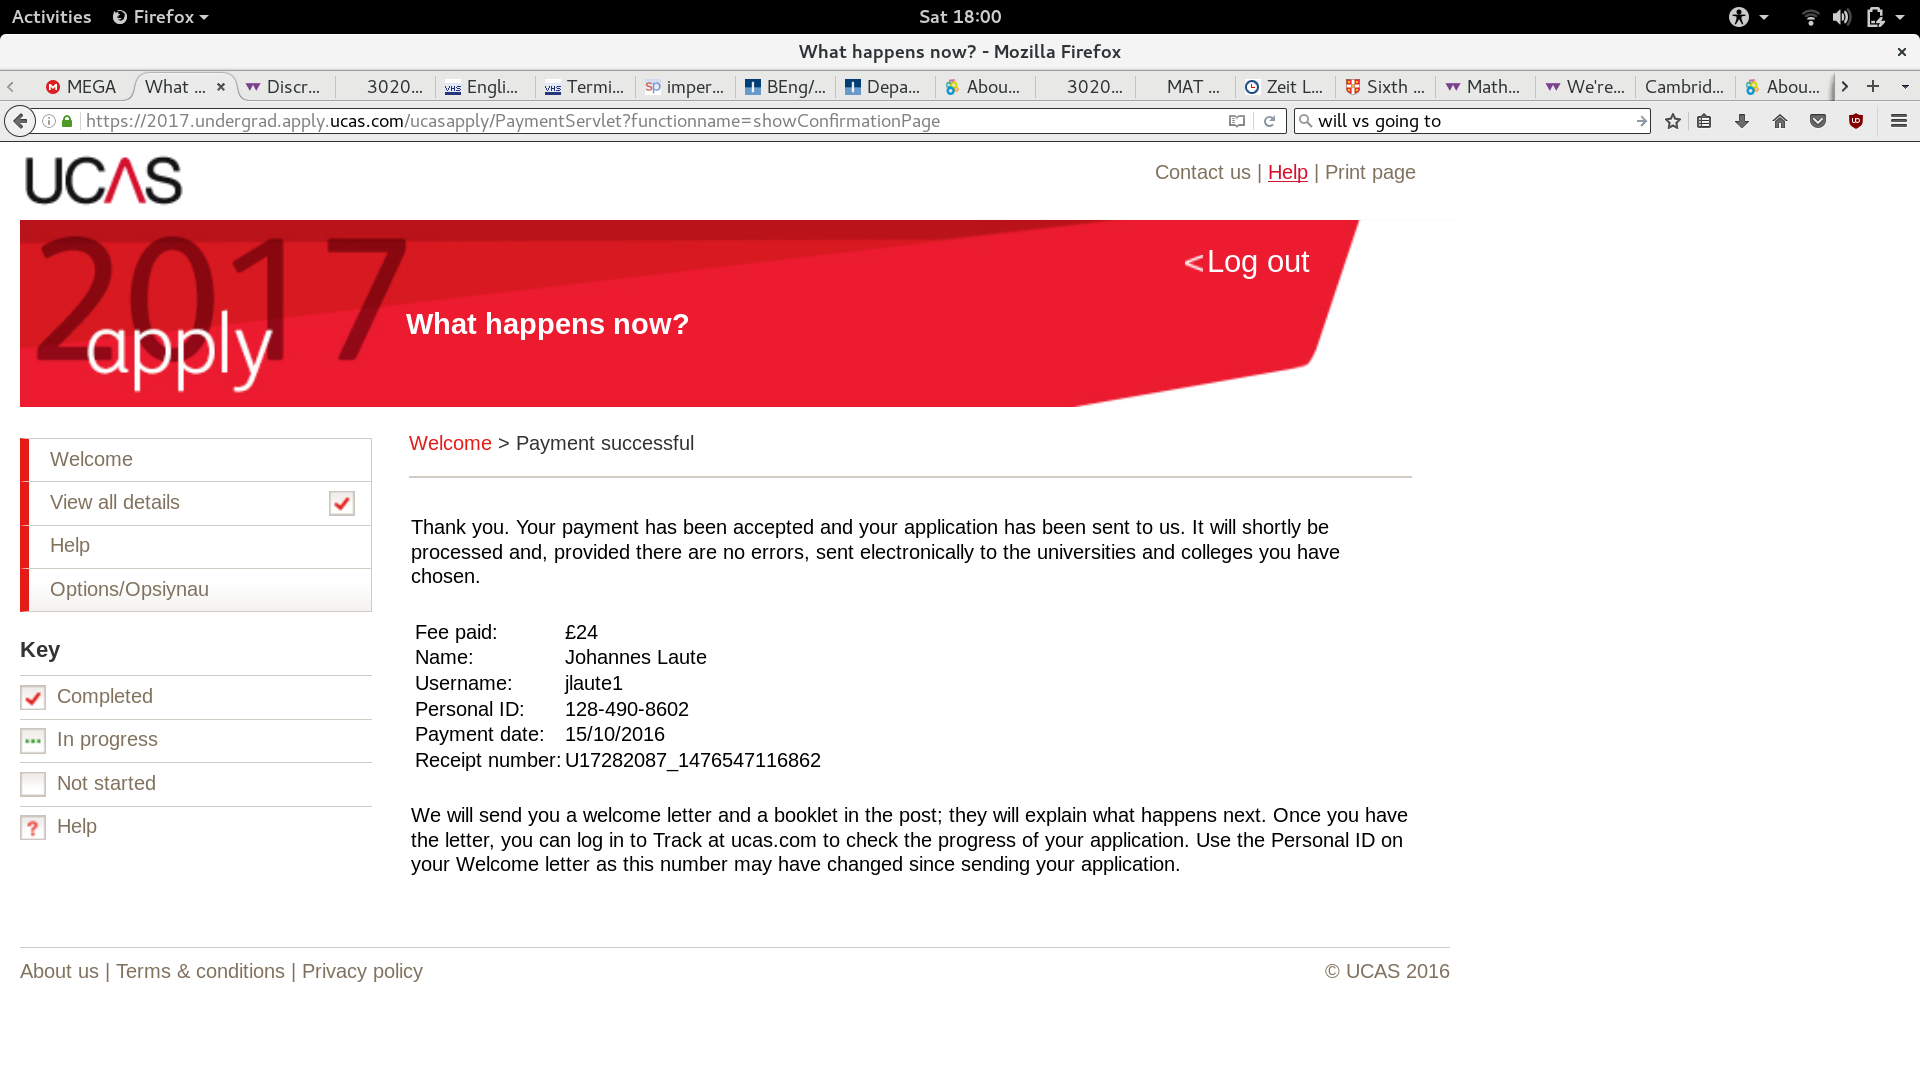 Activities Firefox Sat 18:00
What happens now? - Mozilla Firefox
MEGA What ... Discr... 3020... Engli... Termi... imper... BEng/... Depa... Abou... 3020... MAT ... Zeit L... Sixth ... Math... We're... Cambrid... Abou...
https://2017.undergrad.apply.ucas.com/ucasapply/PaymentServlet?functionname=showConfirmationPage will vs going to
UCAS
Contact us | Help | Print page
2017
apply
< Log out
What happens now?
Welcome
View all details
Help
Options/Opsiynau
Key
Completed
In progress
Not started
Help
Welcome > Payment successful
Thank you. Your payment has been accepted and your application has been sent to us. It will shortly be
processed and, provided there are no errors, sent electronically to the universities and colleges you have
chosen.
Fee paid: £24
Name: Johannes Laute
Username: jlaute1
Personal ID: 128-490-8602
Payment date: 15/10/2016
Receipt number: U17282087_1476547116862
We will send you a welcome letter and a booklet in the post; they will explain what happens next. Once you have
the letter, you can log in to Track at ucas.com to check the progress of your application. Use the Personal ID on
your Welcome letter as this number may have changed since sending your application.
About us | Terms & conditions | Privacy policy
© UCAS 2016